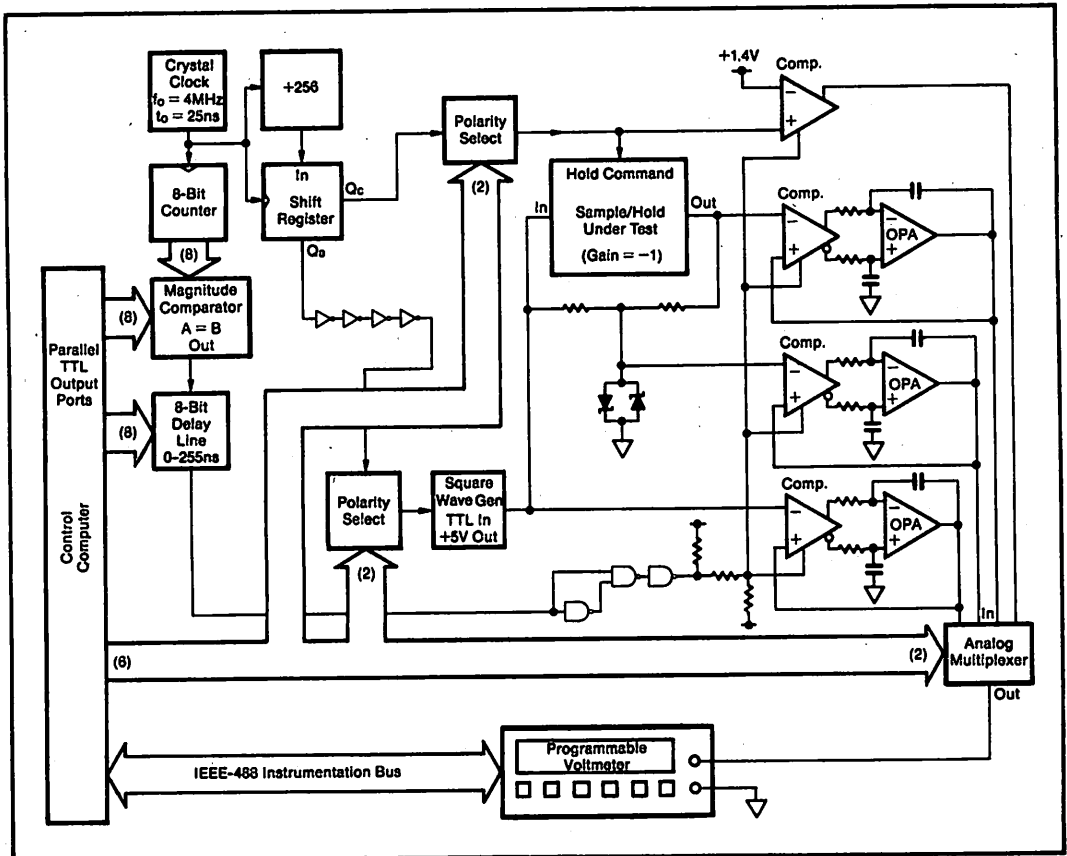 Crystal
Clock
fo = 4MHz
to = 25ns
+256
Polarity
Select
+1.4V
Comp.
8-Bit
Counter
In
Shift
Register
Qc
Q0
(2)
Hold Command
In
Out
Sample/Hold
Under Test
(Gain = −1)
Comp.
−
+
OPA
(8)
Magnitude
Comparator
A = B
Out
(8)
Parallel
TTL
Output
Ports
8-Bit
Delay
Line
0-255ns
(8)
Comp.
−
+
OPA
Control
Computer
Polarity
Select
Square
Wave Gen
TTL In
+5V Out
(2)
Comp.
−
+
OPA
In
Analog
Multiplexer
Out
(6)
(2)
IEEE-488 Instrumentation Bus
Programmable
Voltmeter